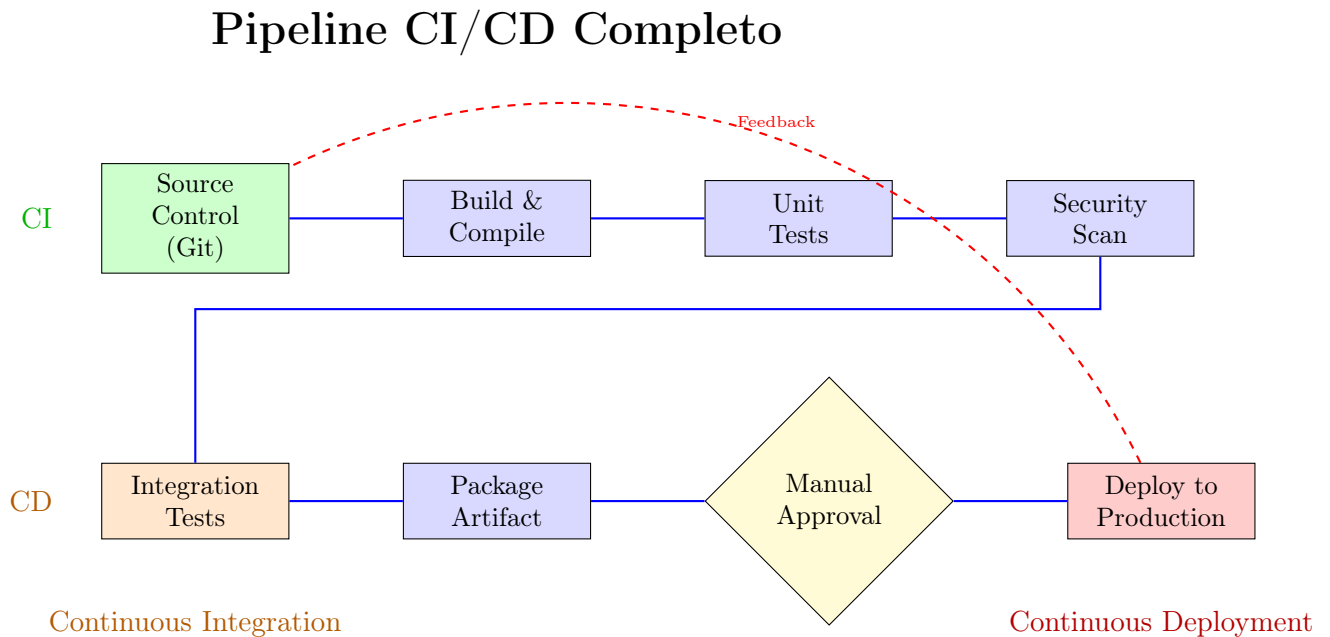 Pipeline CI/CD Completo
Feedback
CI
Source
Control
(Git)
Build &
Compile
Unit
Tests
Security
Scan
CD
Integration
Tests
Package
Artifact
Manual
Approval
Deploy to
Production
Continuous Integration
Continuous Deployment